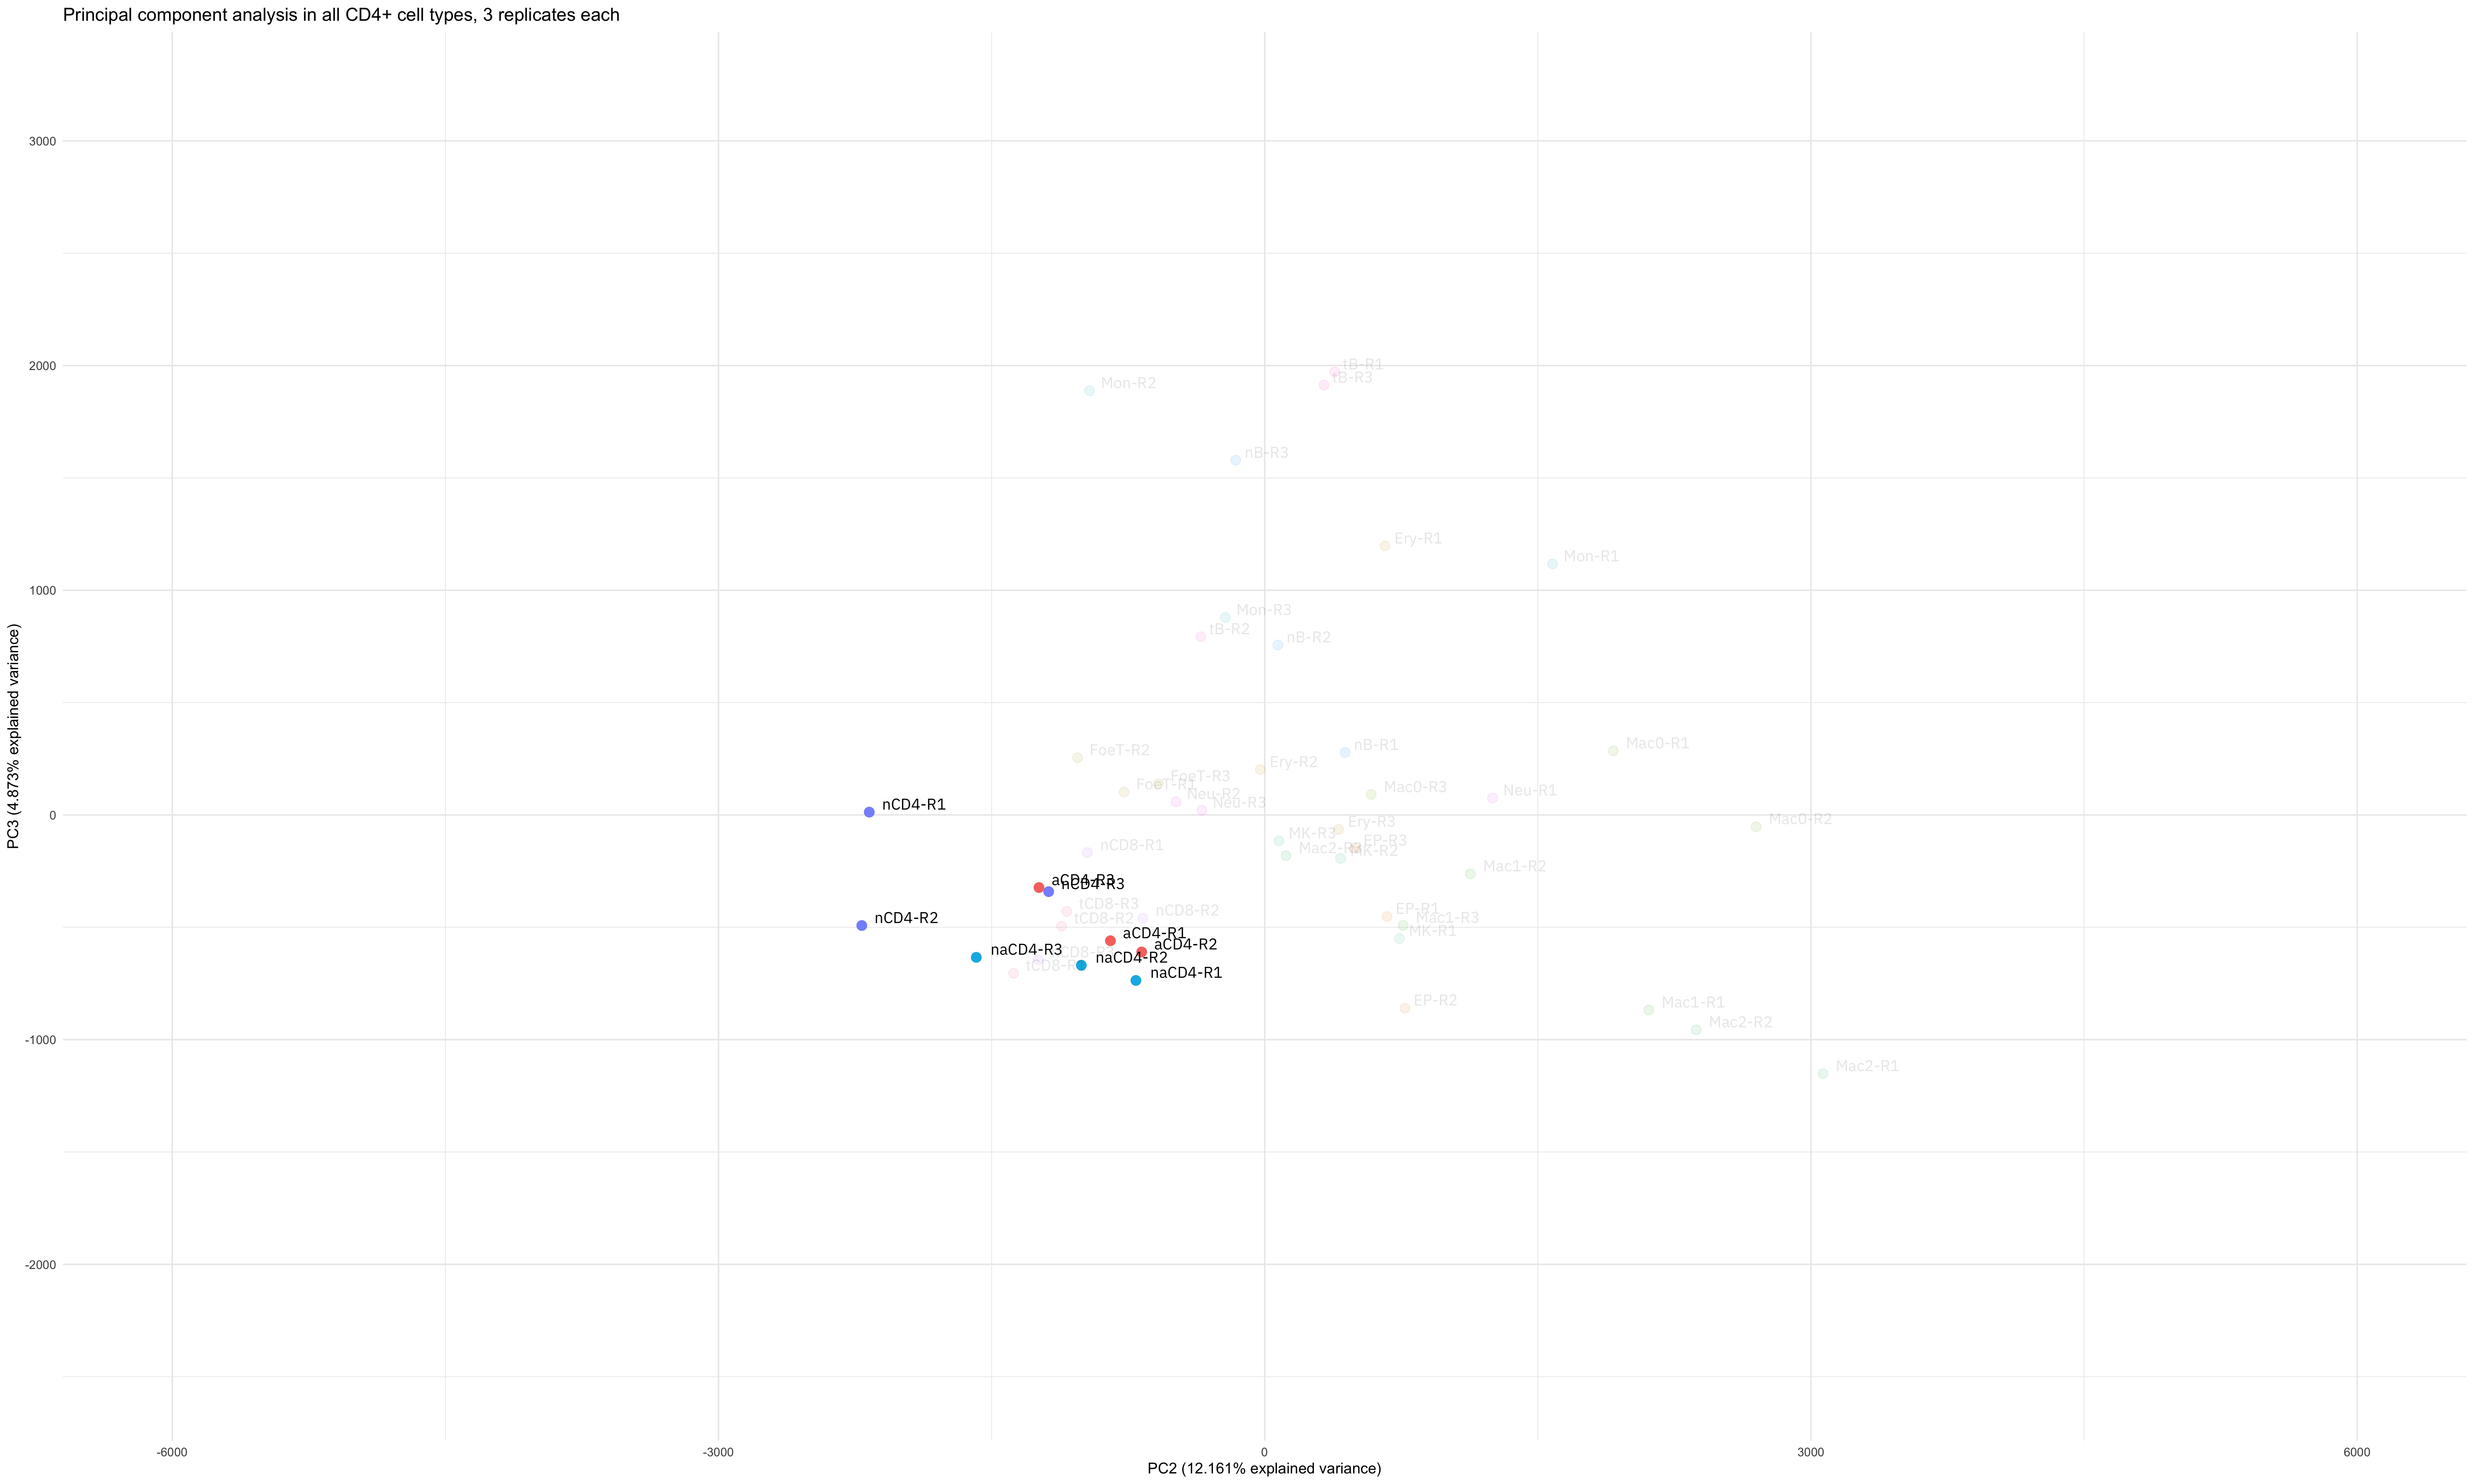 Principal component analysis in all CD4+ cell types, 3 replicates each
3000
2000
1000
0
-1000
-2000
PC3 (4.873% explained variance)
tB-R1
tB-R3
Mon-R2
nB-R3
Ery-R1
Mon-R1
Mon-R3
tB-R2
nB-R2
FoeT-R2
nB-R1
Mac0-R1
Ery-R2
FoeT-R3
FoeT-R1
Mac0-R3
Neu-R2
Neu-R1
Neu-R3
nCD4-R1
Mac0-R2
Ery-R3
MK-R3
EP-R3
nCD8-R1
Mac2-R3
MK-R2
Mac1-R2
aCD4-R3
nCD4-R3
tCD8-R3
nCD8-R2
EP-R1
nCD4-R2
tCD8-R2
Mac1-R3
MK-R1
aCD4-R1
aCD4-R2
naCD4-R3
naCD4-R2
naCD4-R1
EP-R2
Mac1-R1
Mac2-R2
Mac2-R1
-6000
-3000
0
3000
6000
PC2 (12.161% explained variance)